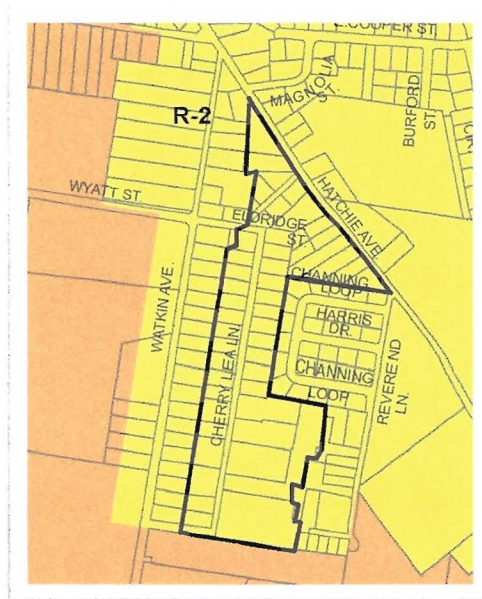 E.COOPER ST.
MAGNOLIA
ST.
BURFORD
ST.
R-2
HATCHIE AVE
WYATT ST.
ELDRIDGE
ST.
CHANNING
LOOP
WATKIN AVE.
HARRIS
DR.
CHERRY LEA LN.
CHANNING
LOOP
REVEREND
LN.